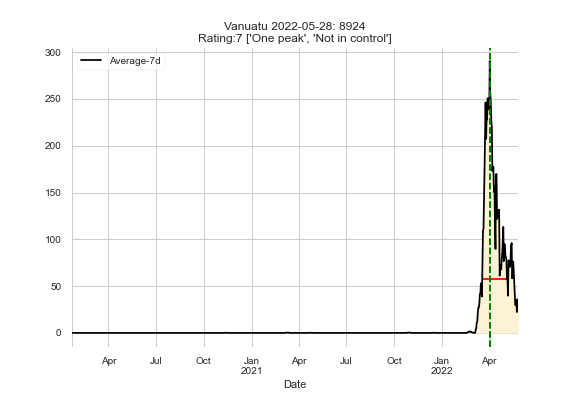 Vanuatu 2022-05-28: 8924
Rating:7 ['One peak', 'Not in control']
300
Average-7d
250
200
150
100
50
0
Apr Jul Oct Jan Apr Jul Oct Jan Apr
2021 2022
Date